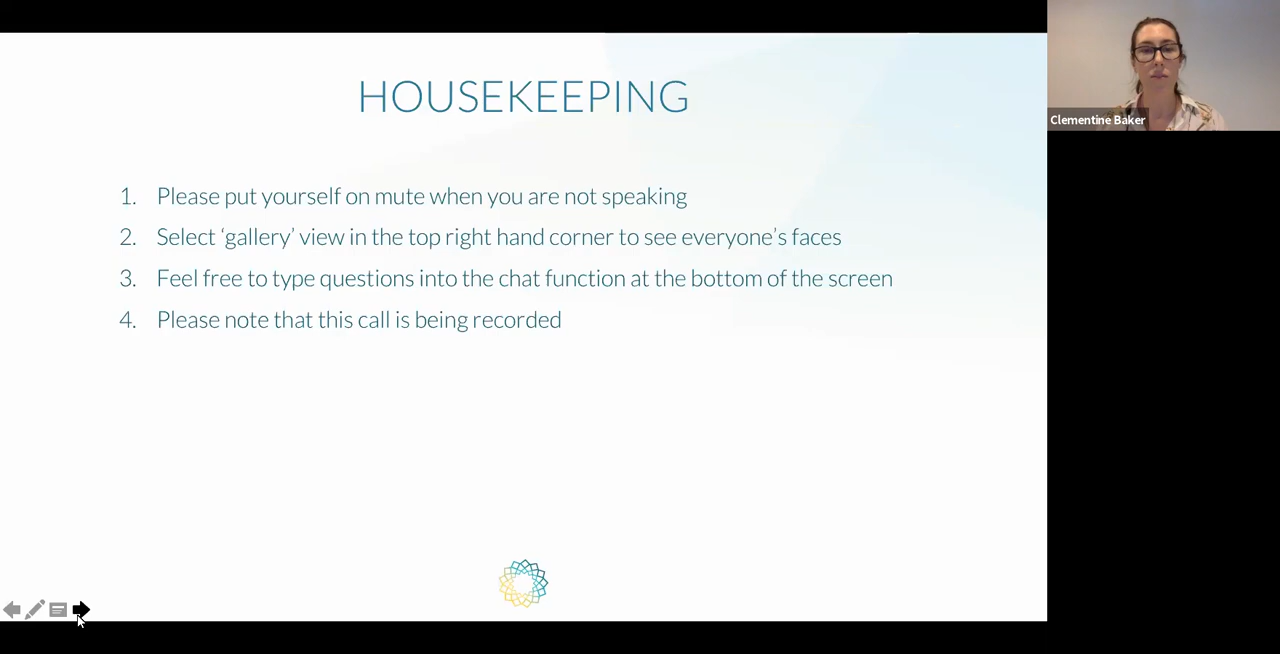 HOUSEKEEPING
1. Please put yourself on mute when you are not speaking
2. Select ‘gallery’ view in the top right hand corner to see everyone’s faces
3. Feel free to type questions into the chat function at the bottom of the screen
4. Please note that this call is being recorded
Clementine Baker